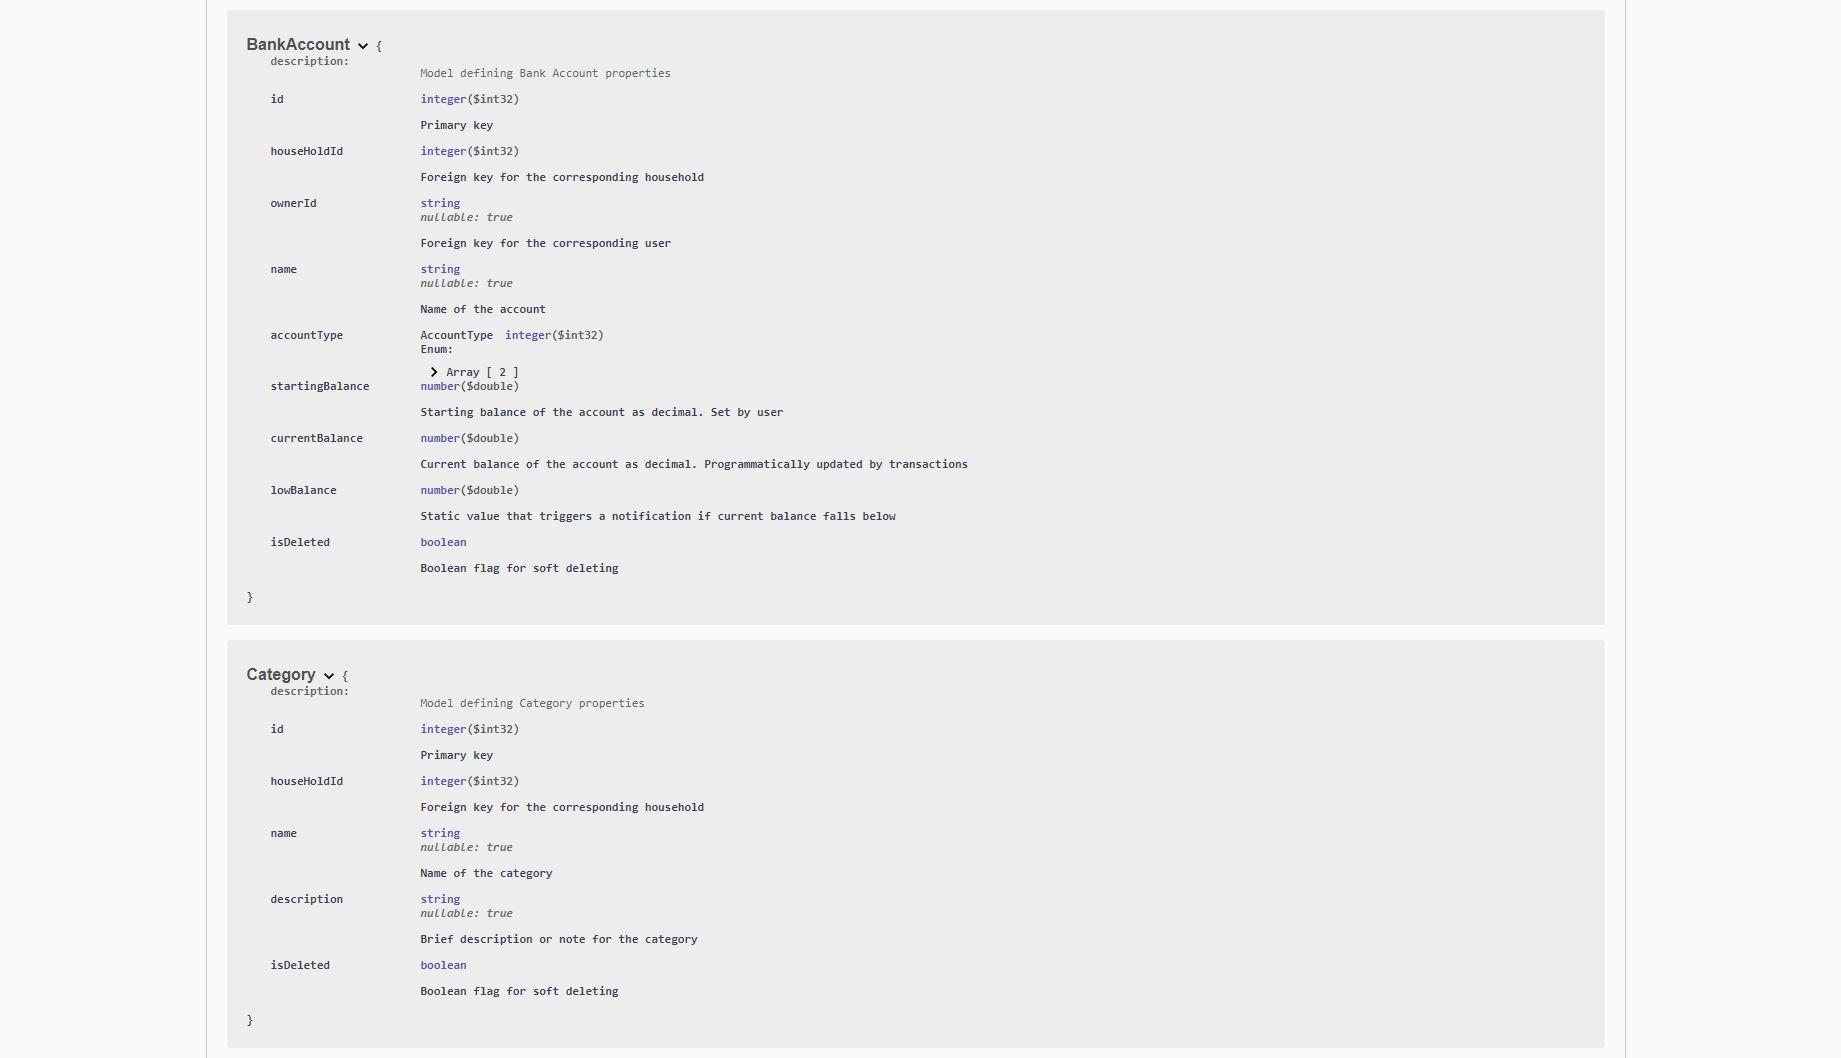 BankAccount {
description:
Model defining Bank Account properties
id integer($int32)
Primary key
houseHoldId integer($int32)
Foreign key for the corresponding household
ownerId string
nullable: true
Foreign key for the corresponding user
name string
nullable: true
Name of the account
accountType AccountType integer($int32)
Enum:
Array [ 2 ]
startingBalance number($double)
Starting balance of the account as decimal. Set by user
currentBalance number($double)
Current balance of the account as decimal. Programmatically updated by transactions
lowBalance number($double)
Static value that triggers a notification if current balance falls below
isDeleted boolean
Boolean flag for soft deleting
}
Category {
description:
Model defining Category properties
id integer($int32)
Primary key
houseHoldId integer($int32)
Foreign key for the corresponding household
name string
nullable: true
Name of the category
description string
nullable: true
Brief description or note for the category
isDeleted boolean
Boolean flag for soft deleting
}